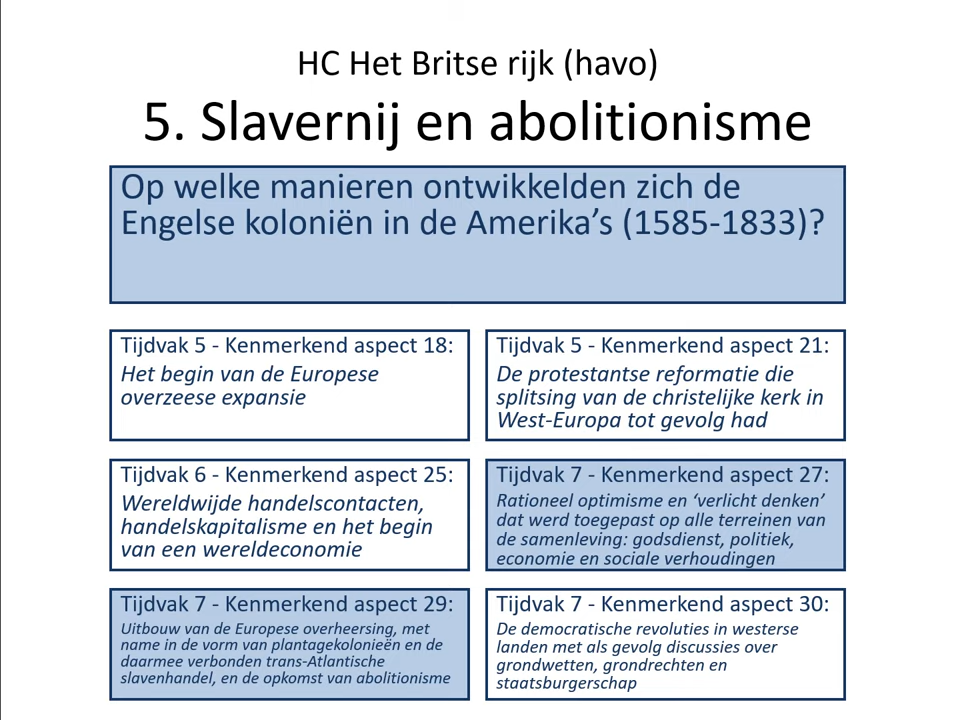 HC Het Britse rijk (havo)
5. Slavernij en abolitionisme
Op welke manieren ontwikkelden zich de
Engelse koloniën in de Amerika’s (1585-1833)?
Tijdvak 5 - Kenmerkend aspect 18:
Het begin van de Europese
overzeese expansie
Tijdvak 5 - Kenmerkend aspect 21:
De protestantse reformatie die
splitsing van de christelijke kerk in
West-Europa tot gevolg had
Tijdvak 6 - Kenmerkend aspect 25:
Wereldwijde handelscontacten,
handelskapitalisme en het begin
van een wereldeconomie
Tijdvak 7 - Kenmerkend aspect 27:
Rationeel optimisme en ‘verlicht denken’
dat werd toegepast op alle terreinen van
de samenleving: godsdienst, politiek,
economie en sociale verhoudingen
Tijdvak 7 - Kenmerkend aspect 29:
Uitbouw van de Europese overheersing, met
name in de vorm van plantagekolonieën en de
daarmee verbonden trans-Atlantische
slavenhandel, en de opkomst van abolitionisme
Tijdvak 7 - Kenmerkend aspect 30:
De democratische revoluties in westerse
landen met als gevolg discussies over
grondwetten, grondrechten en
staatsburgerschap